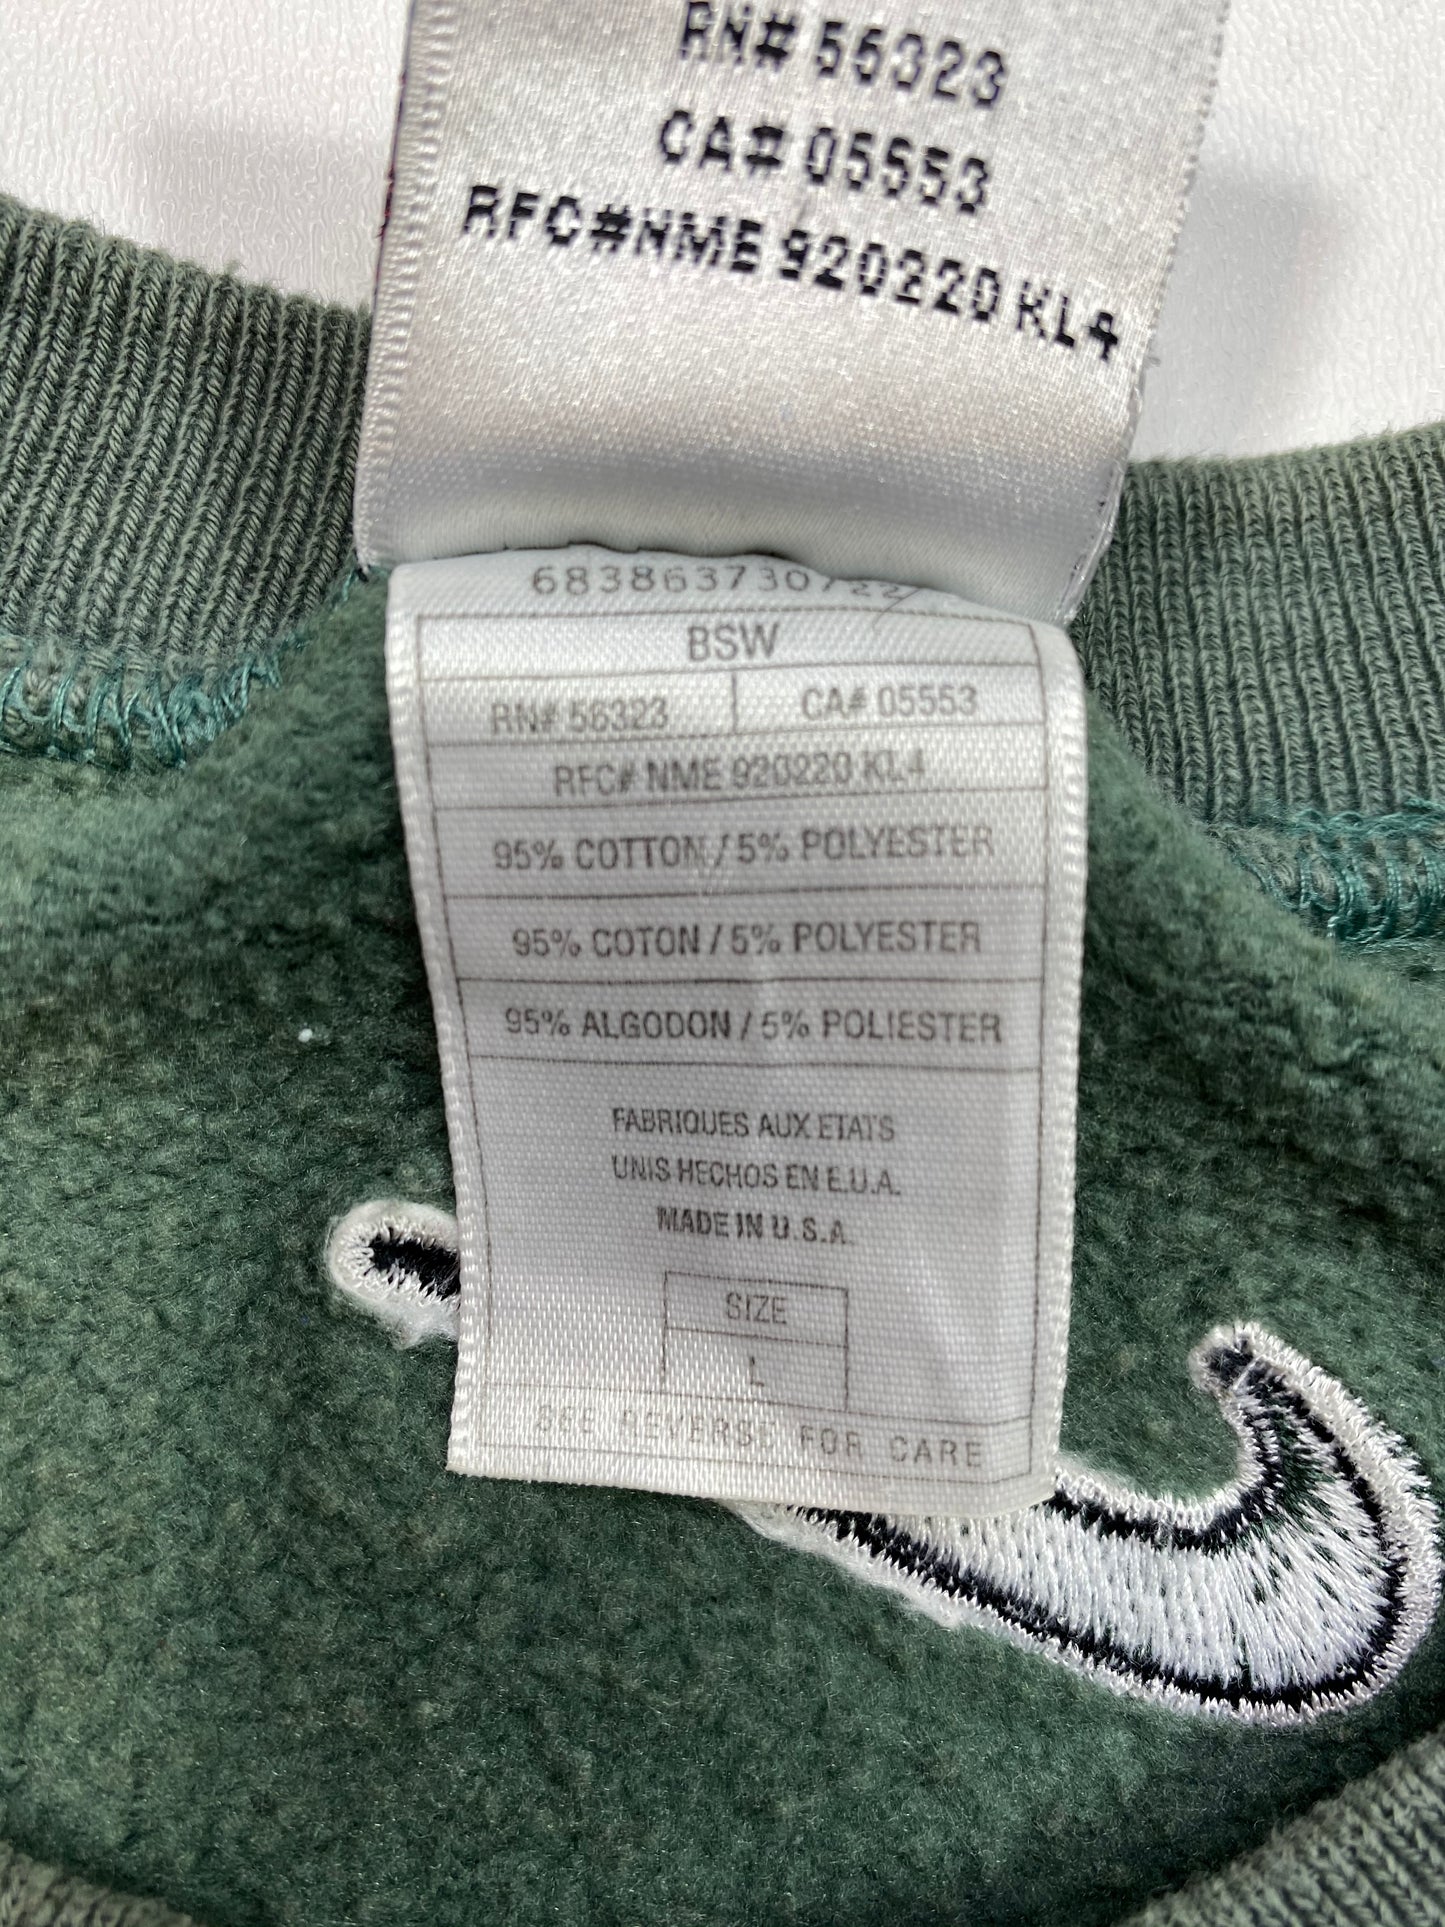 RN# 56323
CA# 05553
RFC#NME 920220 KL4
683863730722
BSW
RN# 56323 CA# 05553
RFC# NME 920220 KL4
95% COTTON / 5% POLYESTER
95% COTON / 5% POLYESTER
95% ALGODON / 5% POLIESTER
FABRIQUES AUX ETATS
UNIS HECHOS EN E.U.A.
MADE IN U.S.A.
SIZE
L
SEE REVERSE FOR CARE